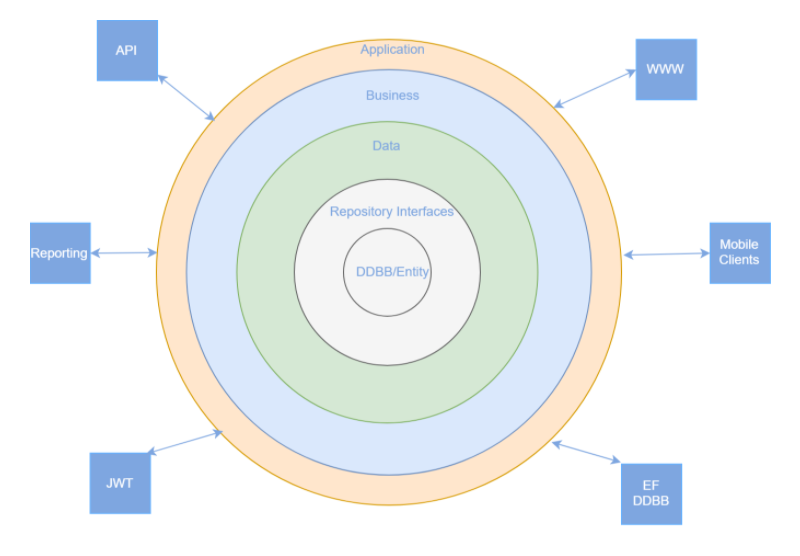 API
Application
WWW
Business
Data
Repository Interfaces
DDBB/Entity
Reporting
Mobile
Clients
JWT
EF
DDBB